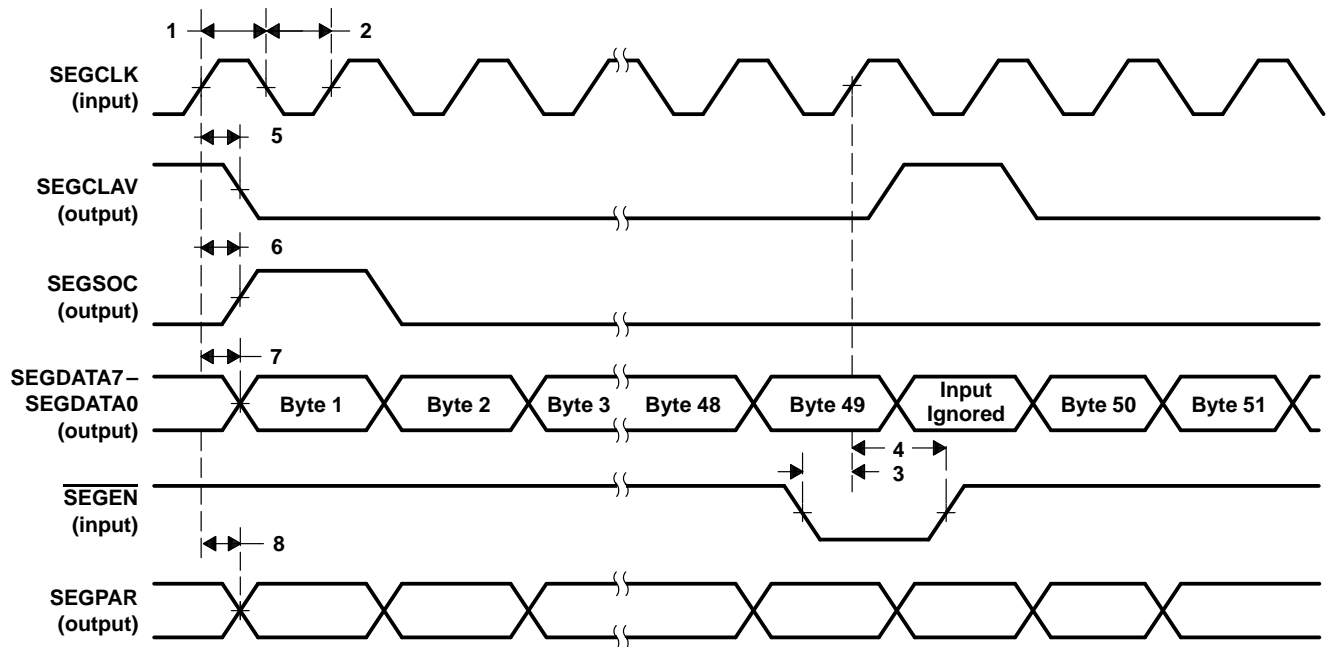 1
2
SEGCLK
(input)
5
SEGCLAV
(output)
6
SEGSOC
(output)
7
SEGDATA7–
SEGDATA0
(output)
Byte 1
Byte 2
Byte 3
Byte 48
Byte 49
Input
Ignored
Byte 50
Byte 51
4
3
SEGEN
(input)
8
SEGPAR
(output)